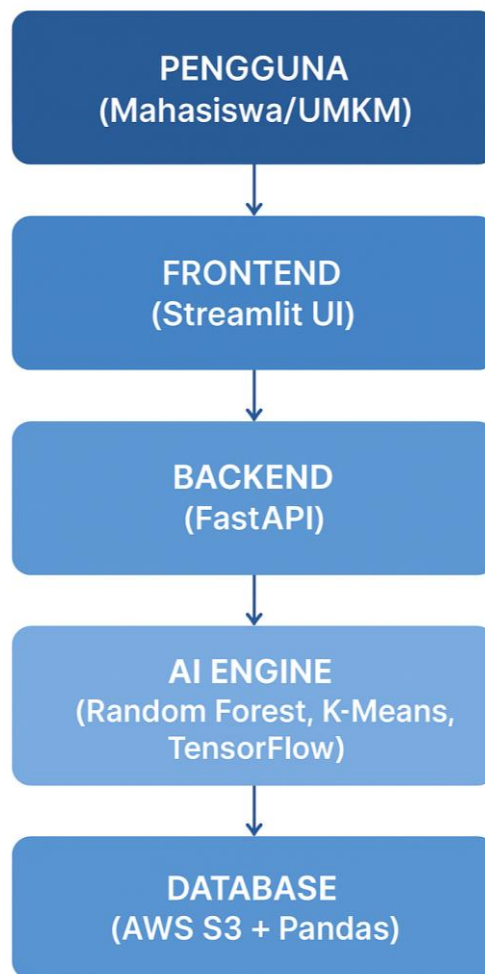 PENGGUNA
(Mahasiswa/UMKM)
FRONTEND
(Streamlit UI)
BACKEND
(FastAPI)
AI ENGINE
(Random Forest, K-Means,
TensorFlow)
DATABASE
(AWS S3 + Pandas)